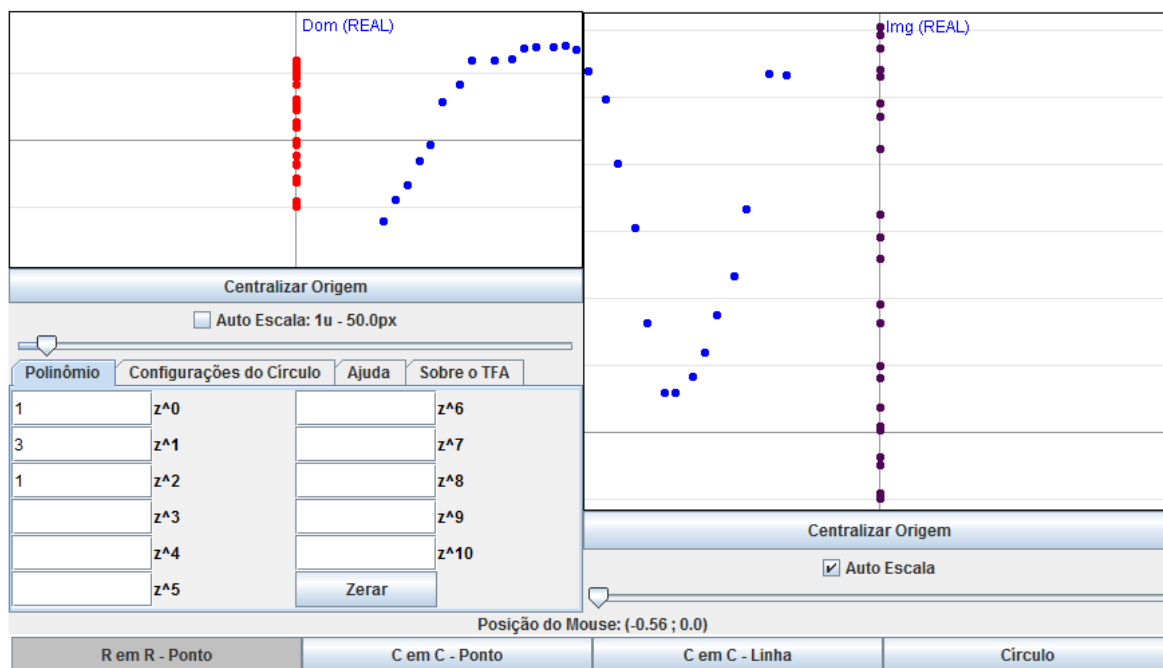 Dom (REAL)
Img (REAL)
Centralizar Origem
Auto Escala: 1u - 50.0px
Polinômio
Configurações do Círculo
Ajuda
Sobre o TFA
1 z^0
z^6
3 z^1
z^7
1 z^2
z^8
z^3
z^9
z^4
z^10
z^5
Zerar
Centralizar Origem
Auto Escala
Posição do Mouse: (-0.56 ; 0.0)
R em R - Ponto
C em C - Ponto
C em C - Linha
Círculo